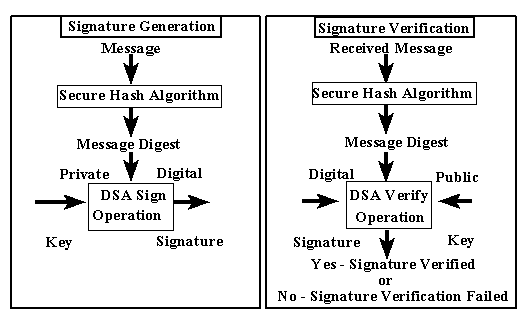 Signature Generation
Message
Secure Hash Algorithm
Message Digest
Private Digital
DSA Sign
Operation
Key Signature
Signature Verification
Received Message
Secure Hash Algorithm
Message Digest
Digital Public
DSA Verify
Operation
Signature Key
Yes - Signature Verified
or
No - Signature Verification Failed